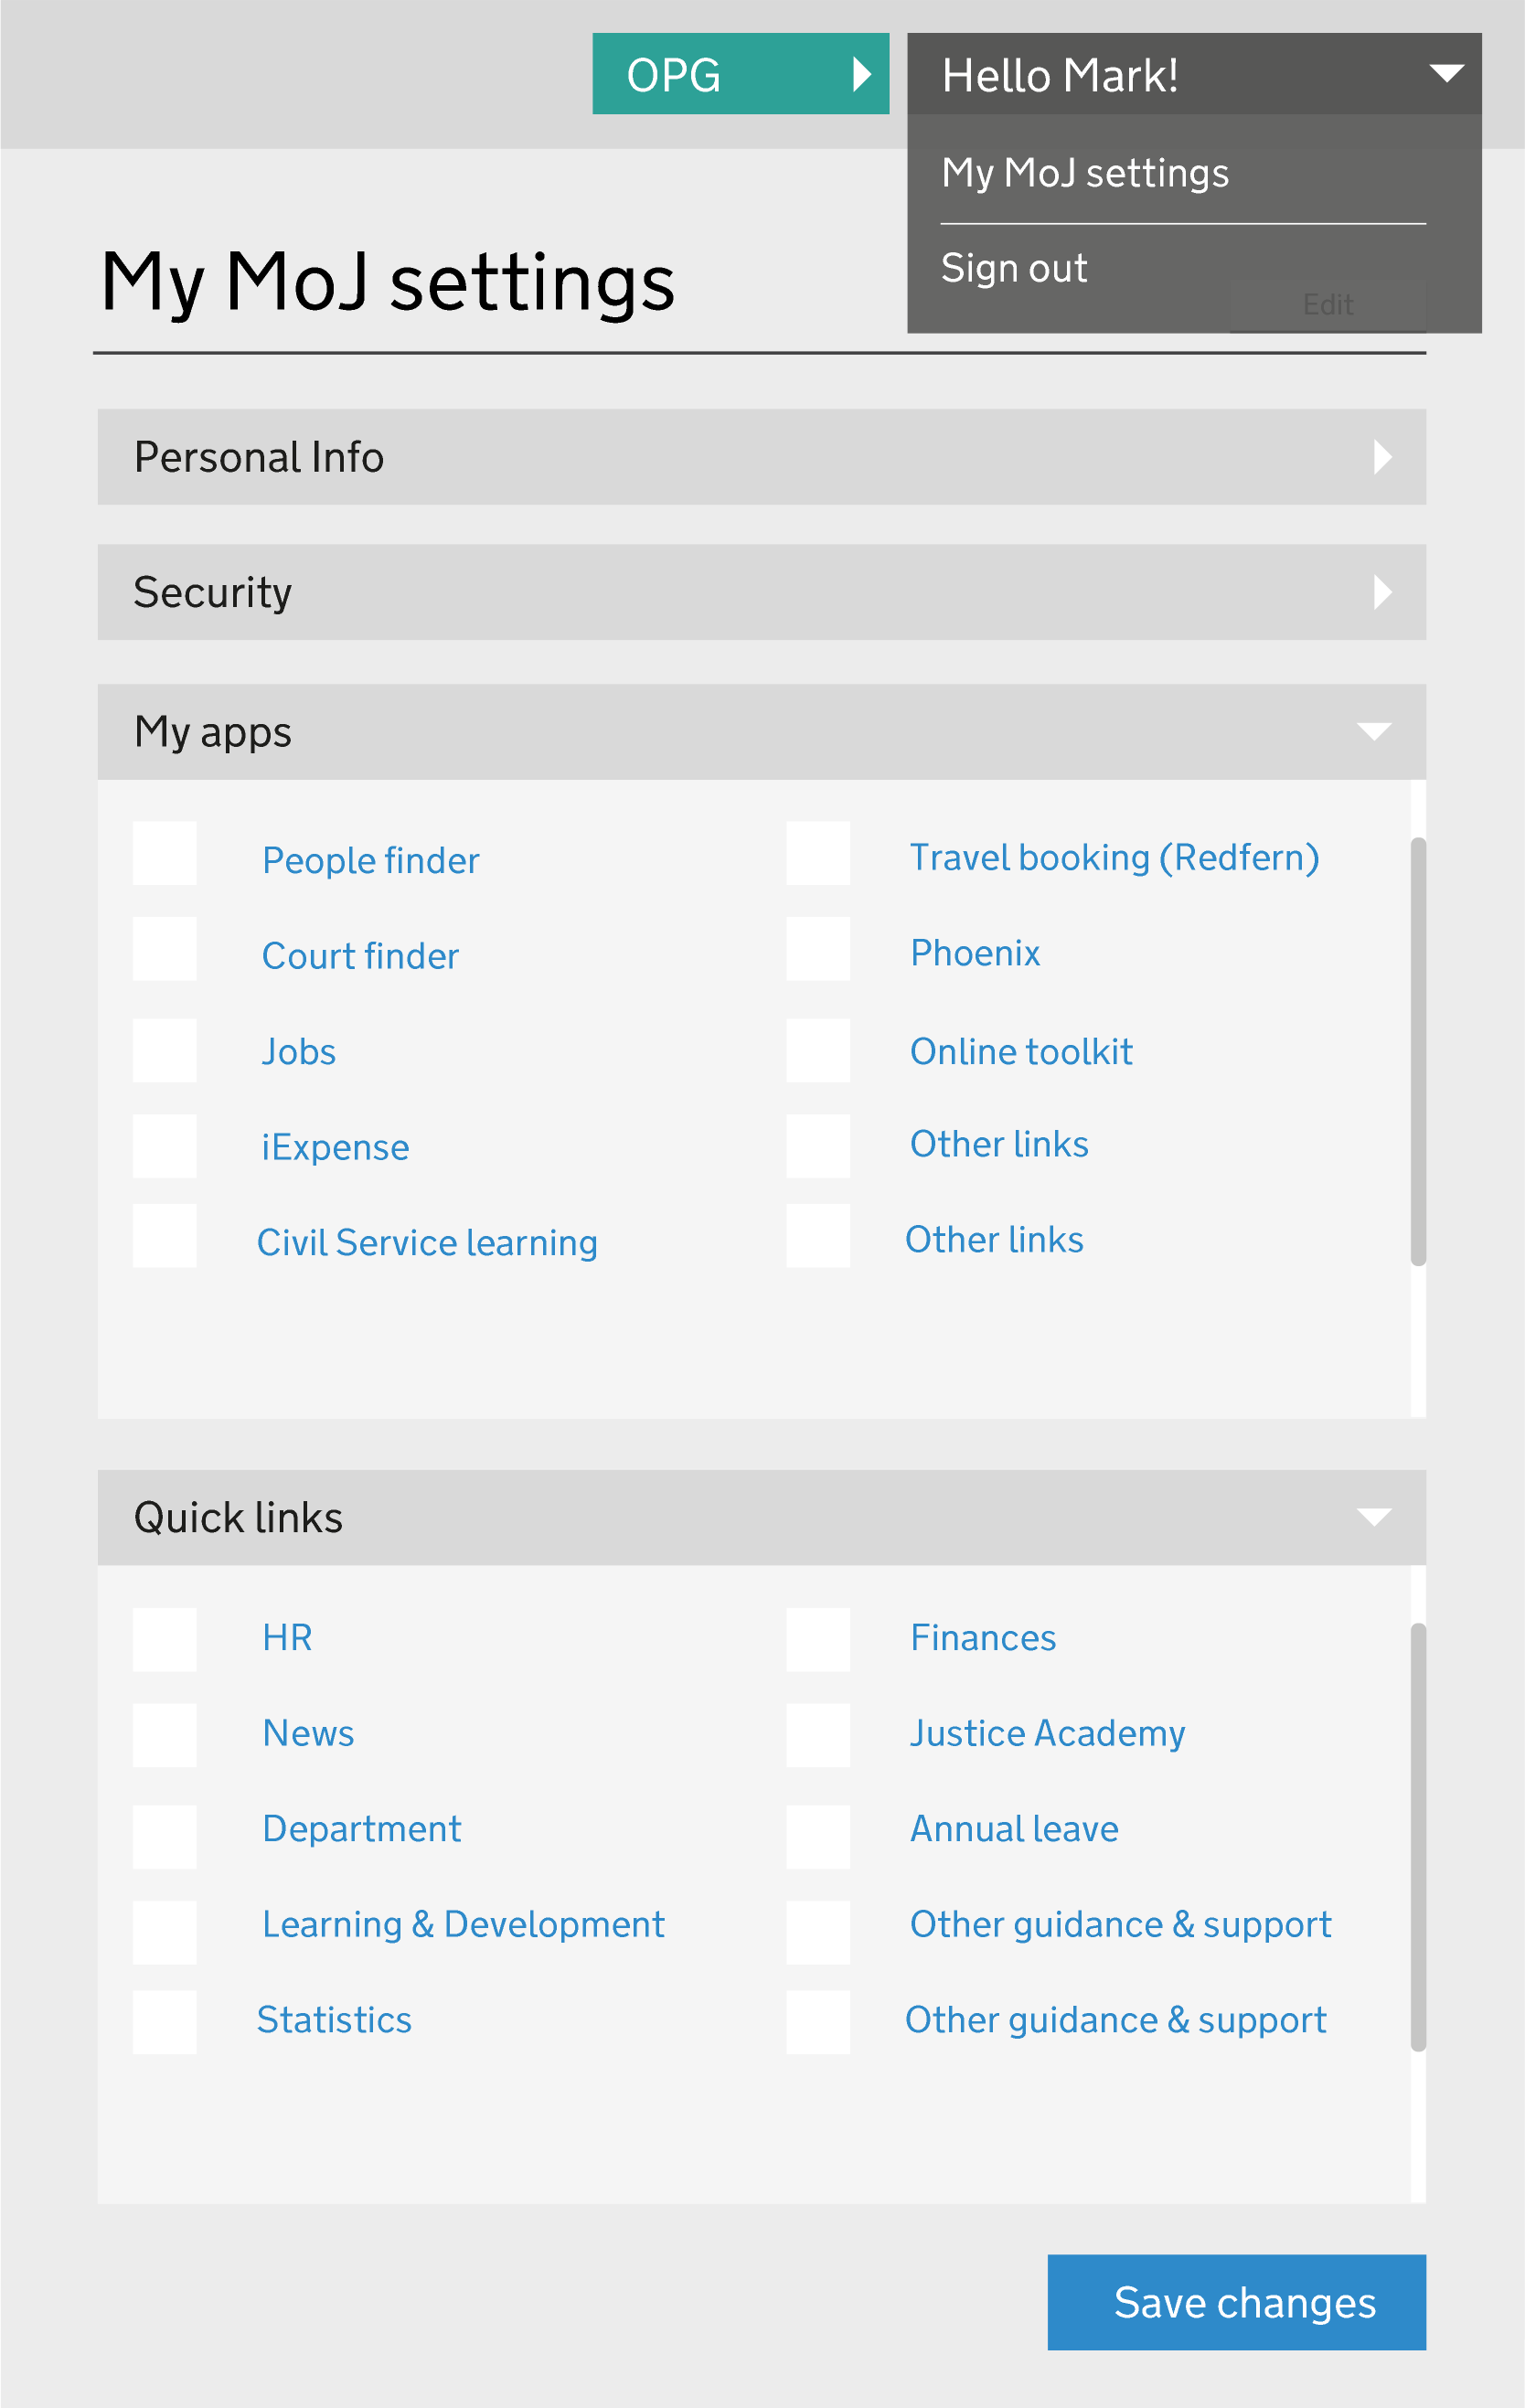 OPG
Hello Mark!
My MoJ settings
Sign out
My MoJ settings
Edit
Personal Info
Security
My apps
People finder
Travel booking (Redfern)
Court finder
Phoenix
Jobs
Online toolkit
iExpense
Other links
Civil Service learning
Other links
Quick links
HR
Finances
News
Justice Academy
Department
Annual leave
Learning & Development
Other guidance & support
Statistics
Other guidance & support
Save changes